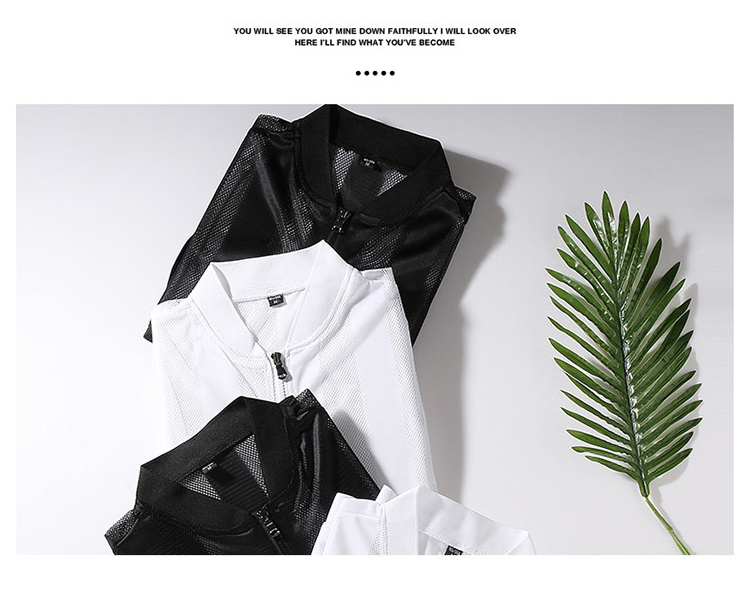 YOU WILL SEE YOU GOT MINE DOWN FAITHFULLY I WILL LOOK OVER
HERE I'LL FIND WHAT YOU'VE BECOME